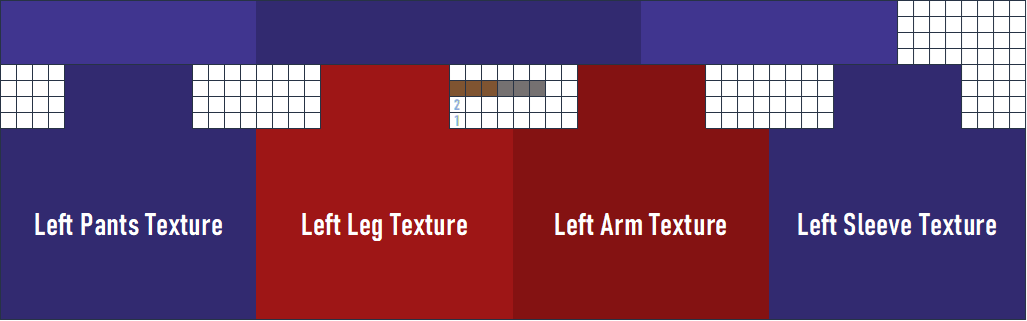 2
1
Left Pants Texture
Left Leg Texture
Left Arm Texture
Left Sleeve Texture